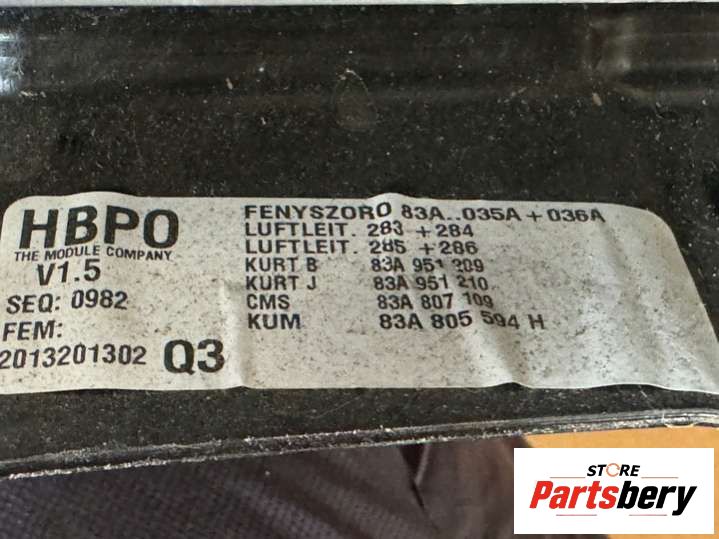 HBPO
THE MODULE COMPANY
V1.5
SEQ: 0982
FEM:
2013201302 Q3
FENYSZORO 83A..035A + 036A
LUFTLEIT. 283 + 284
LUFTLEIT. 285 + 286
KURT B 83A 951 209
KURT J 83A 951 210
CMS 83A 807 109
KUM 83A 805 594 H
STORE
Partsbery